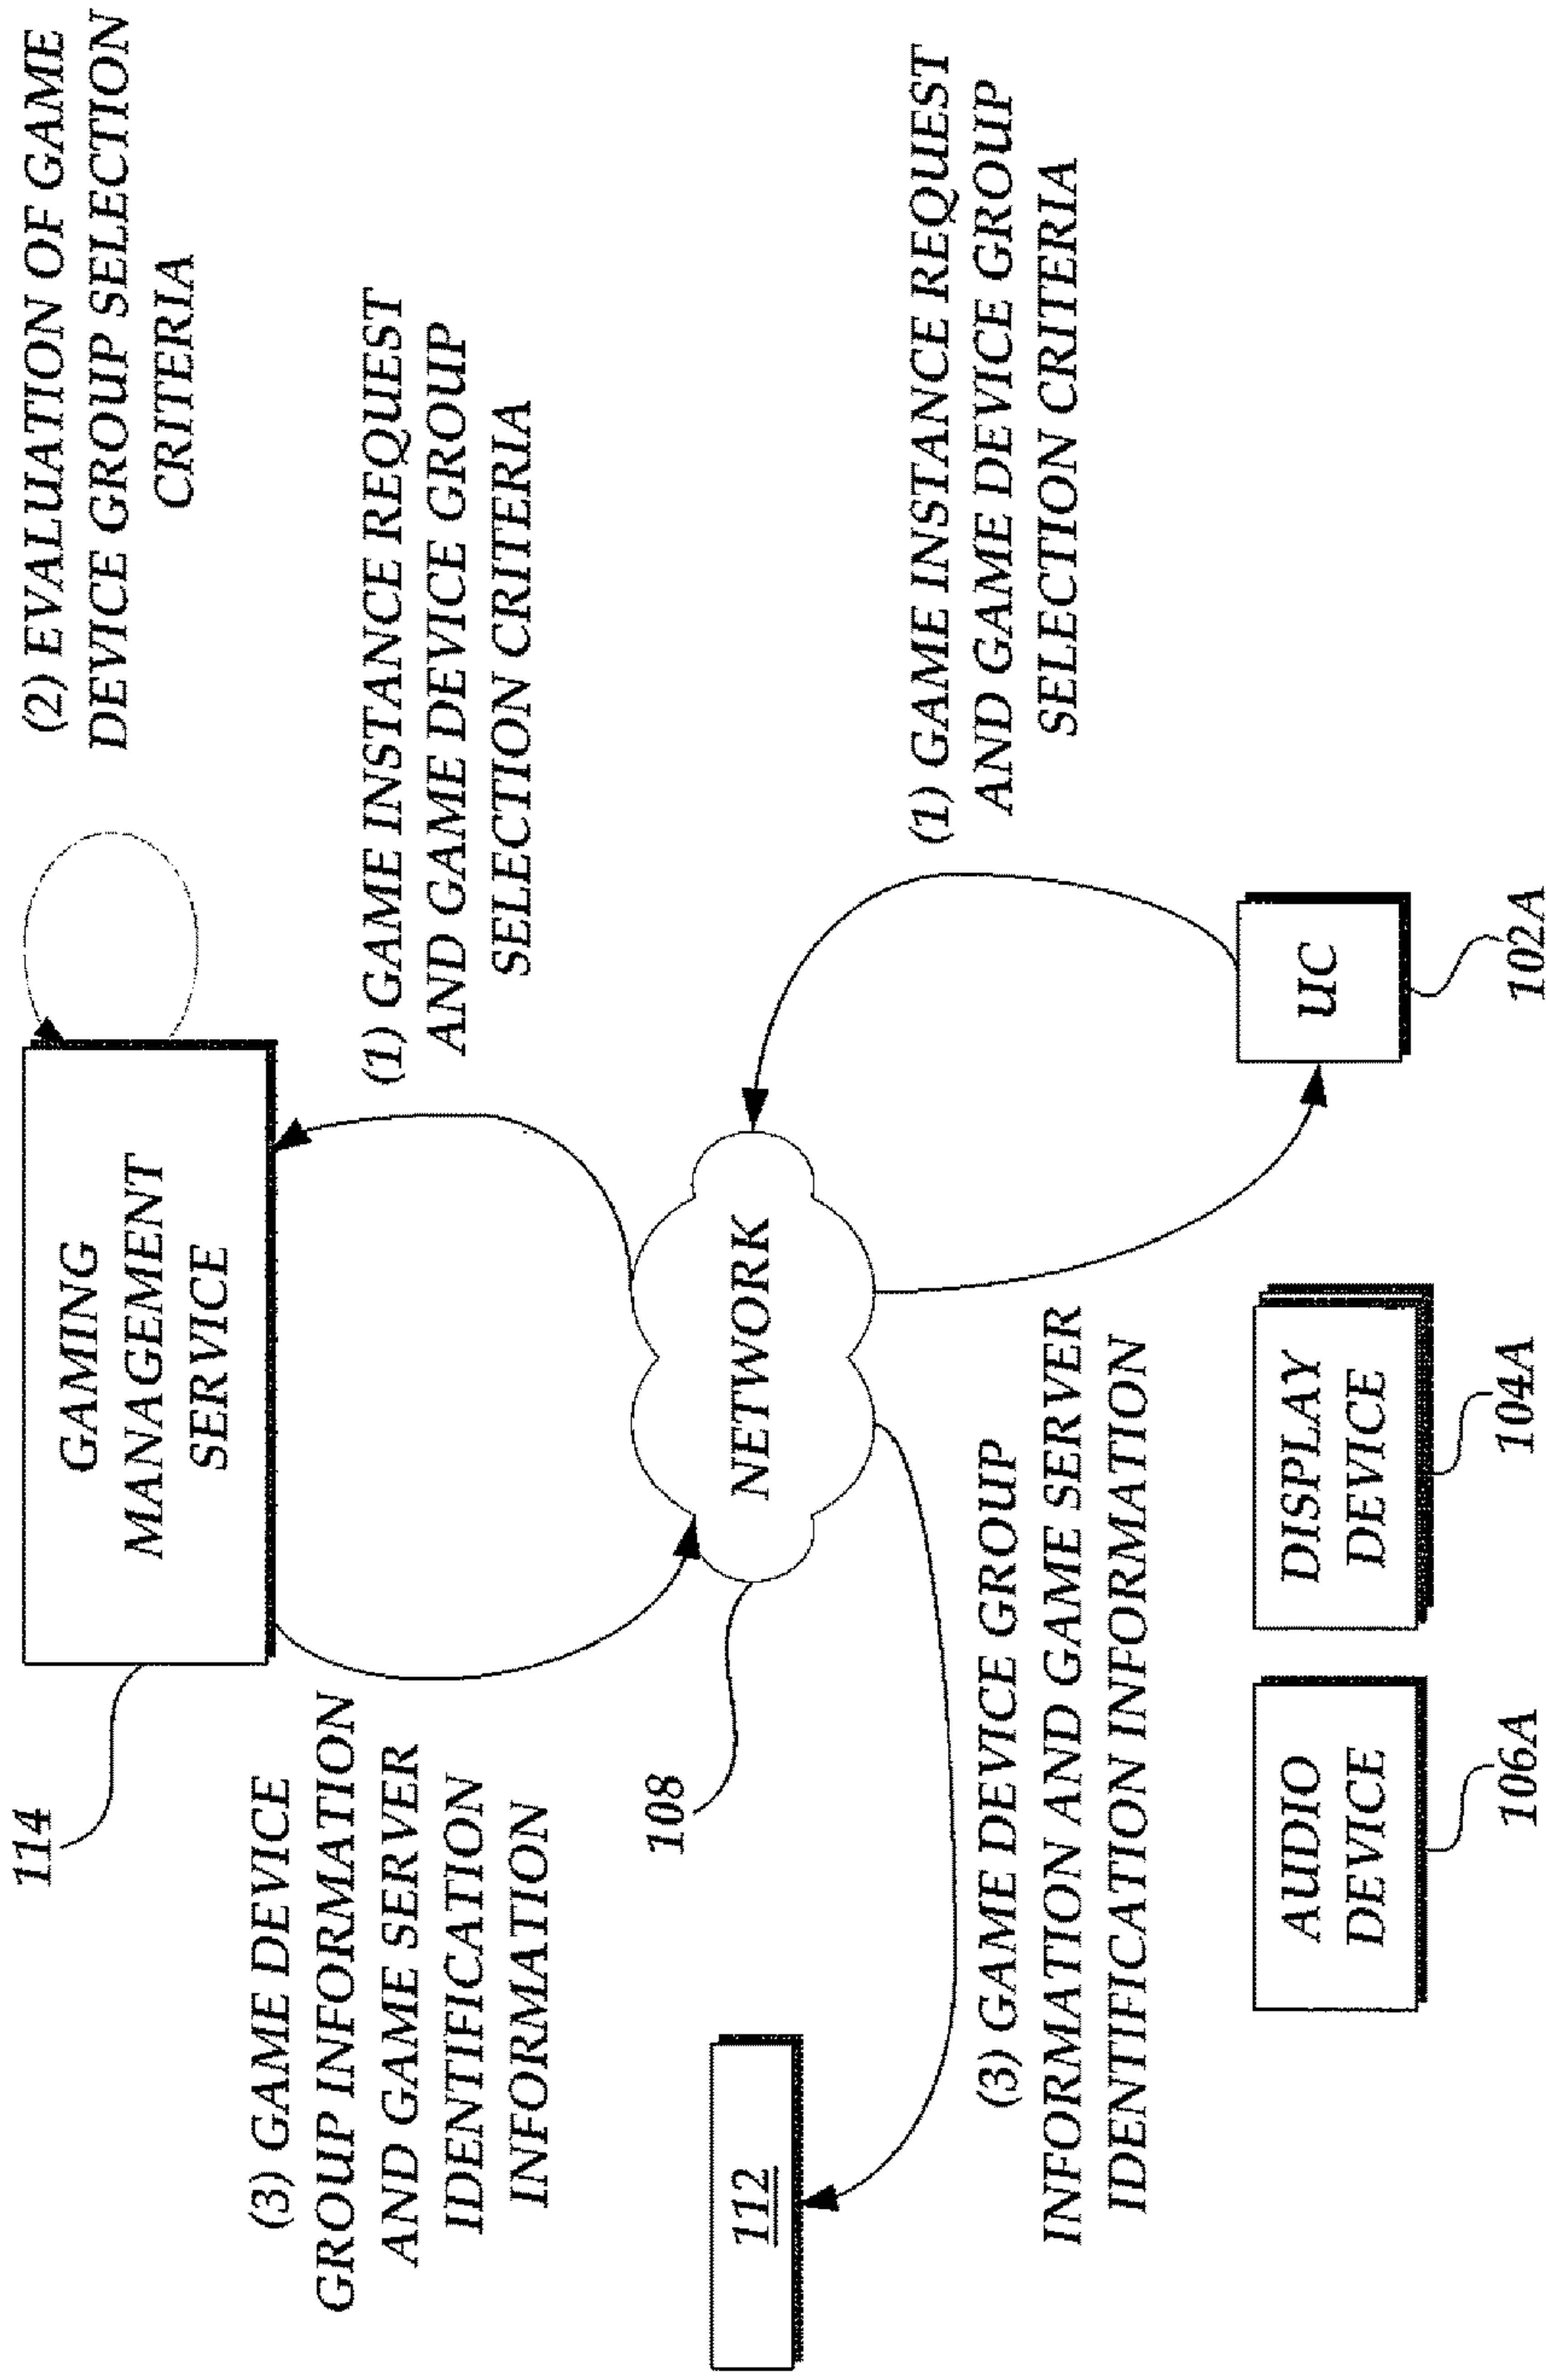 114
GAMING
MANAGEMENT
SERVICE
(2) EVALUATION OF GAME
DEVICE GROUP SELECTION
CRITERIA
(3) GAME DEVICE
GROUP INFORMATION
AND GAME SERVER
IDENTIFICATION
INFORMATION
(1) GAME INSTANCE REQUEST
AND GAME DEVICE GROUP
SELECTION CRITERIA
108
112
NETWORK
(1) GAME INSTANCE REQUEST
AND GAME DEVICE GROUP
SELECTION CRITERIA
(3) GAME DEVICE GROUP
INFORMATION AND GAME SERVER
IDENTIFICATION INFORMATION
AUDIO
DEVICE
DISPLAY
DEVICE
UC
106A
104A
102A